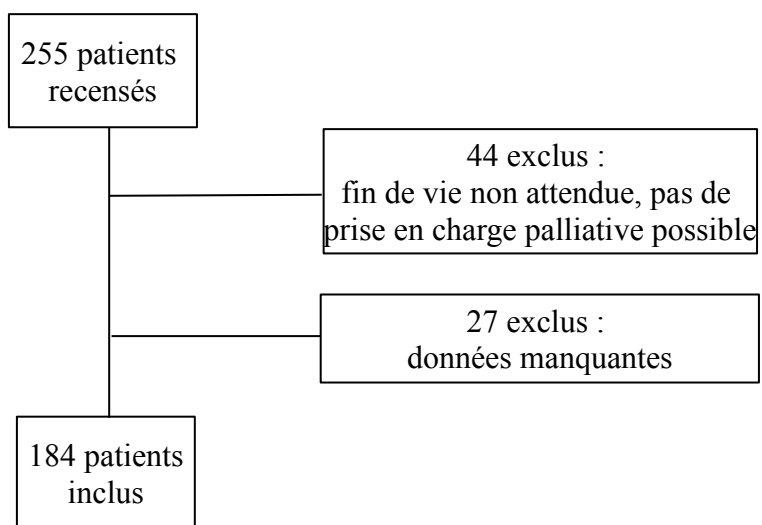 255 patients
recensés
44 exclus :
fin de vie non attendue, pas de
prise en charge palliative possible
27 exclus :
données manquantes
184 patients
inclus